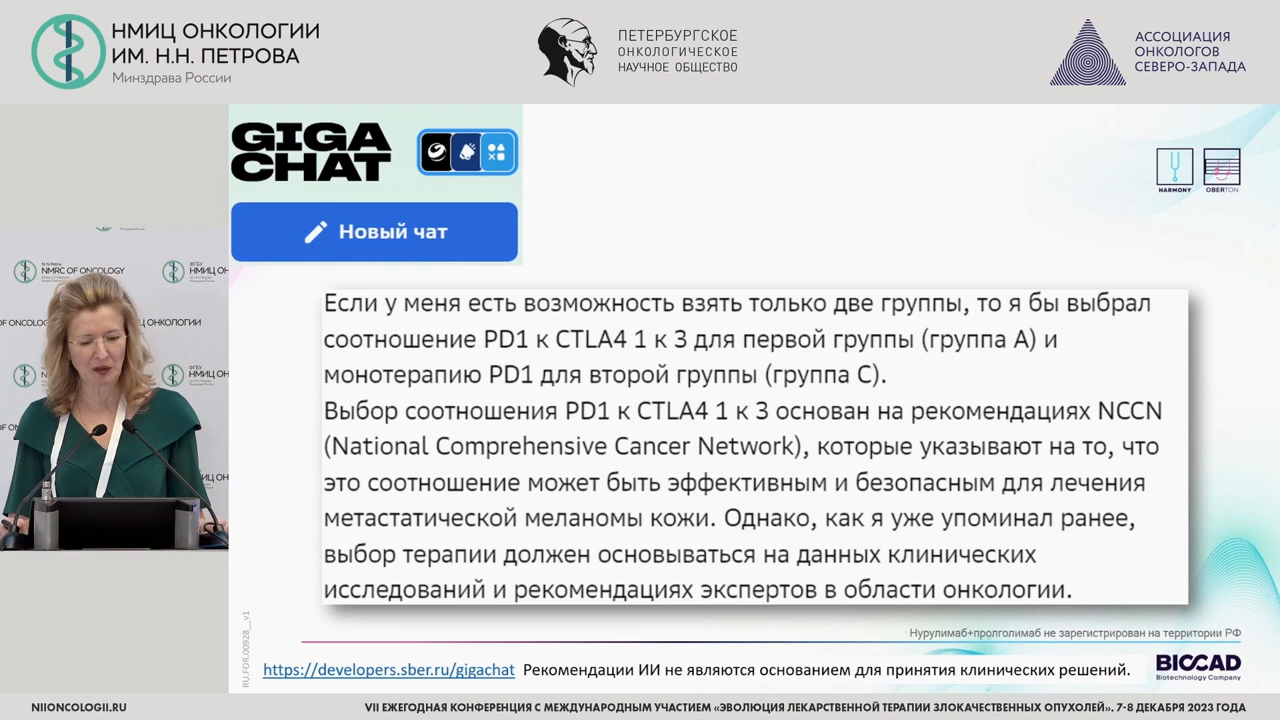 НМИЦ ОНКОЛОГИИ
ИМ. Н.Н. ПЕТРОВА
Минздрава России
ПЕТЕРБУРГСКОЕ
ОНКОЛОГИЧЕСКОЕ
НАУЧНОЕ ОБЩЕСТВО
АССОЦИАЦИЯ
ОНКОЛОГОВ
СЕВЕРО-ЗАПАДА
GIGA
CHAT
Новый чат
HARMONY
OBERTON
NMRC OF ONCOLOGY
Если у меня есть возможность взять только две группы, то я бы выбрал
соотношение PD1 к CTLA4 1 к 3 для первой группы (группа А) и
монотерапию PD1 для второй группы (группа С).
Выбор соотношения PD1 к CTLA4 1 к 3 основан на рекомендациях NCCN
(National Comprehensive Cancer Network), которые указывают на то, что
это соотношение может быть эффективным и безопасным для лечения
метастатической меланомы кожи. Однако, как я уже упоминал ранее,
выбор терапии должен основываться на данных клинических
исследований и рекомендациях экспертов в области онкологии.
RU.FOR.00928__v1
Нурулимаб+пролголимаб не зарегистрирован на территории РФ
https://developers.sber.ru/gigachat Рекомендации ИИ не являются основанием для принятия клинических решений.
BIOCAD
Biotechnology Company
NIIONCOLOGII.RU
VII ЕЖЕГОДНАЯ КОНФЕРЕНЦИЯ С МЕЖДУНАРОДНЫМ УЧАСТИЕМ «ЭВОЛЮЦИЯ ЛЕКАРСТВЕННОЙ ТЕРАПИИ ЗЛОКАЧЕСТВЕННЫХ ОПУХОЛЕЙ». 7-8 ДЕКАБРЯ 2023 ГОДА